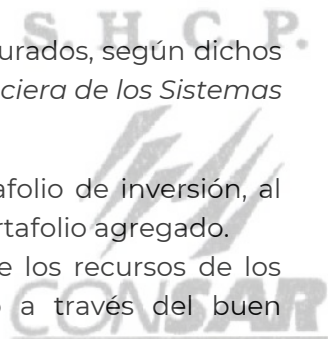 S. H. C. P.
urados, según dichos
ciera de los Sistemas
afolio de inversión, al
rtafolio agregado.
e los recursos de los
a través del buen
CONSAR